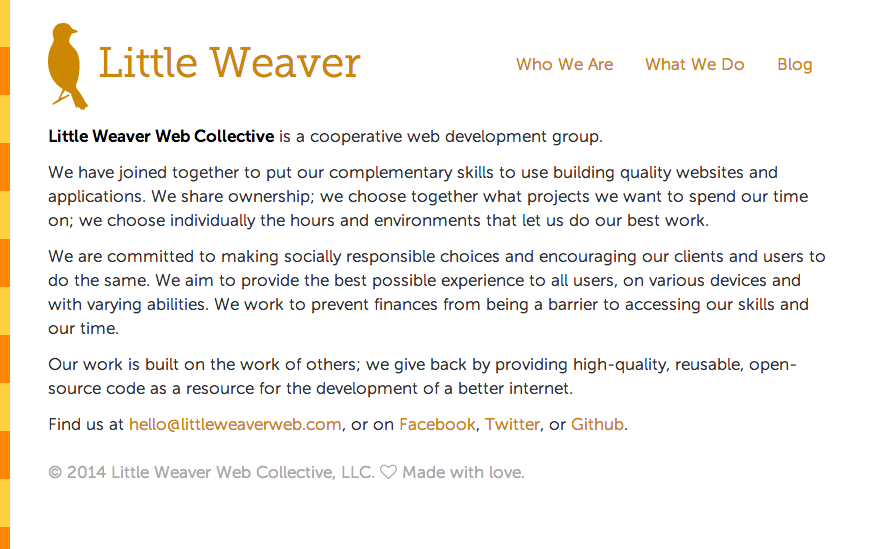 Little Weaver
Who We Are
What We Do
Blog
Little Weaver Web Collective is a cooperative web development group.
We have joined together to put our complementary skills to use building quality websites and
applications. We share ownership; we choose together what projects we want to spend our time
on; we choose individually the hours and environments that let us do our best work.
We are committed to making socially responsible choices and encouraging our clients and users to
do the same. We aim to provide the best possible experience to all users, on various devices and
with varying abilities. We work to prevent finances from being a barrier to accessing our skills and
our time.
Our work is built on the work of others; we give back by providing high-quality, reusable, open-
source code as a resource for the development of a better internet.
Find us at hello@littleweaverweb.com, or on Facebook, Twitter, or Github.
© 2014 Little Weaver Web Collective, LLC. ♡ Made with love.